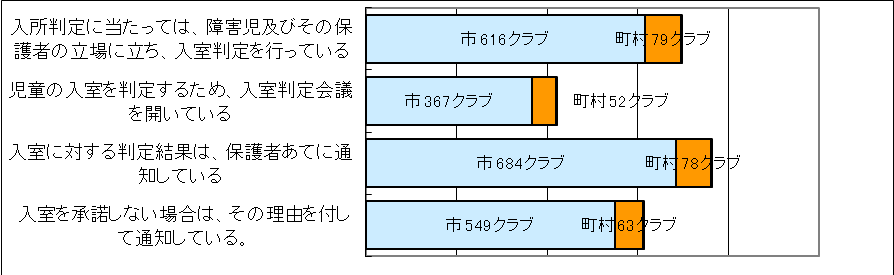 入所判定に当たっては、障害児及びその保
護者の立場に立ち、入室判定を行っている
市616クラブ
町村79クラブ
児童の入室を判定するため、入室判定会議
を開いている
市367クラブ
町村52クラブ
入室に対する判定結果は、保護者あてに通
知している
市684クラブ
町村78クラブ
入室を承諾しない場合は、その理由を付し
て通知している。
市549クラブ
町村63クラブ